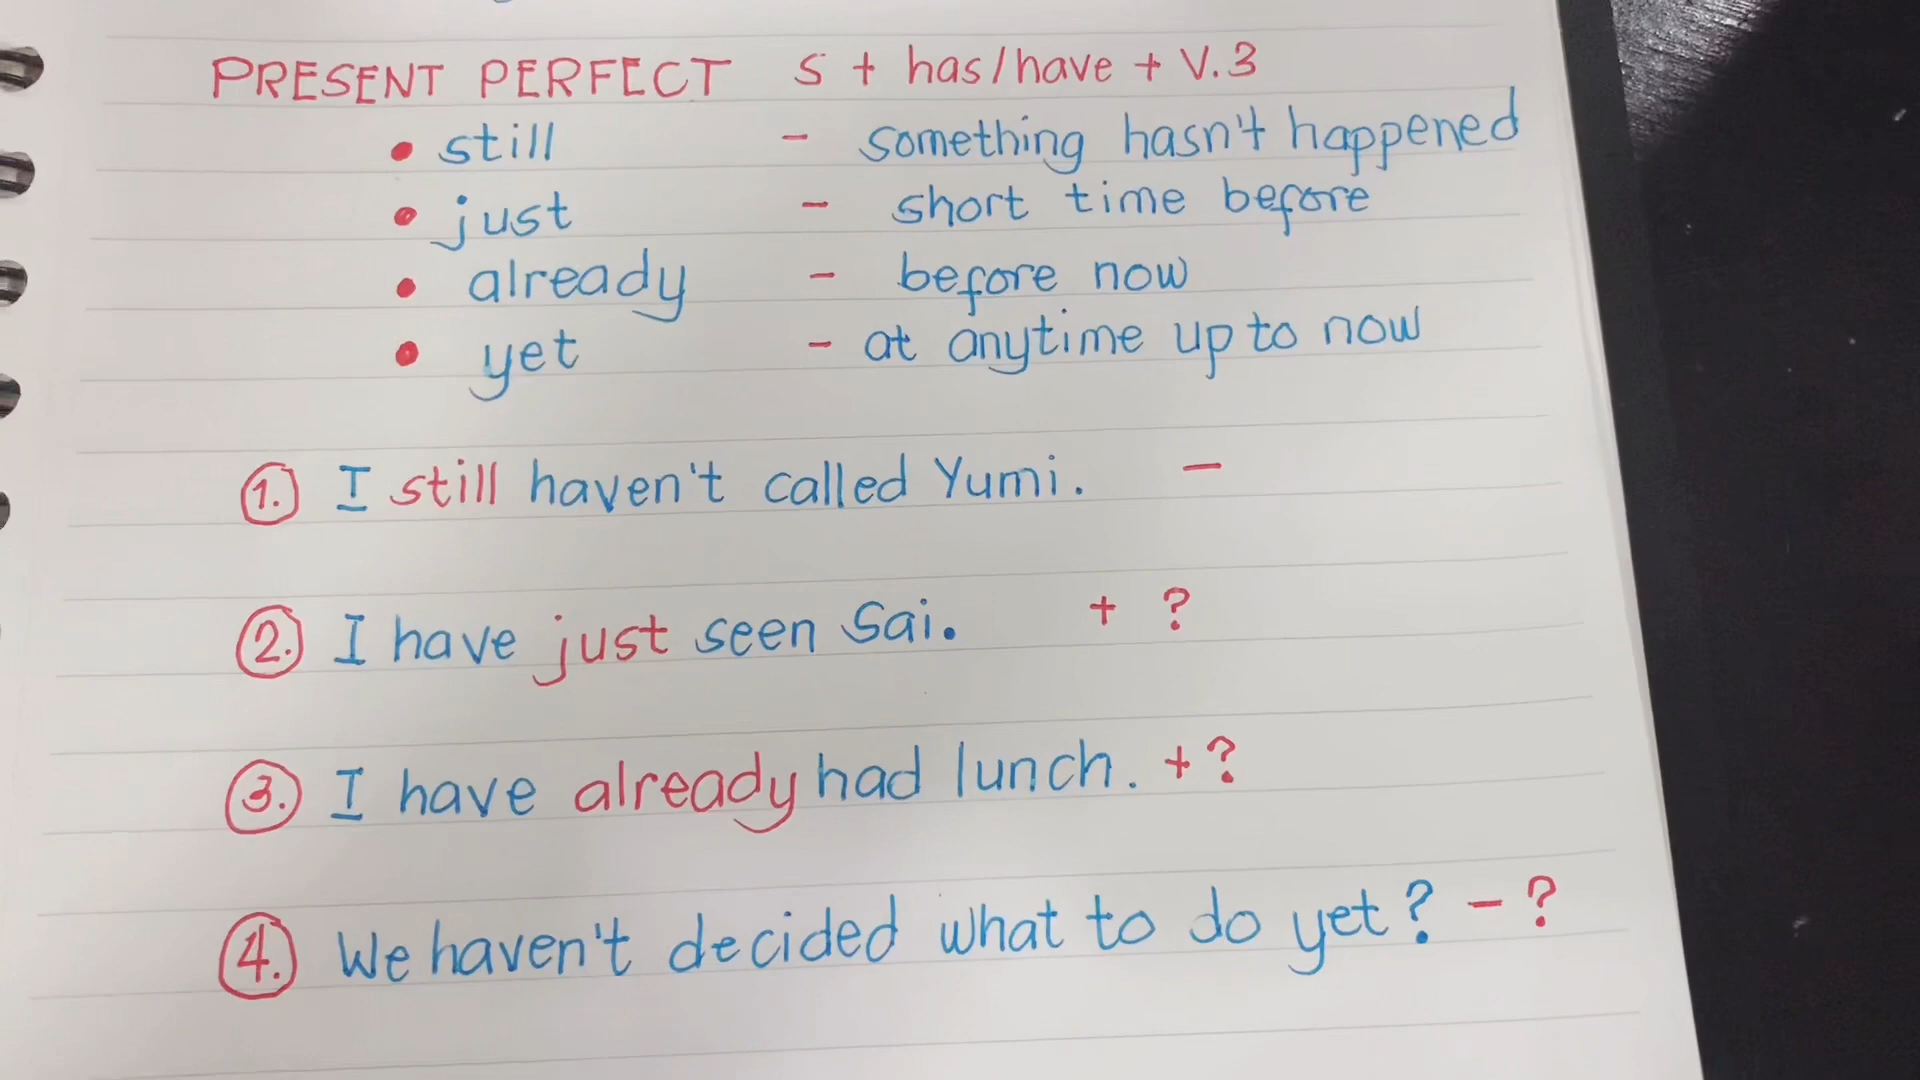 PRESENT PERFECT S + has/have + V.3
• still - something hasn't happened
• just - short time before
• already - before now
• yet - at anytime up to now
1. I still haven't called Yumi. -
2. I have just seen Sai. + ?
3. I have already had lunch. + ?
4. We haven't decided what to do yet? - ?